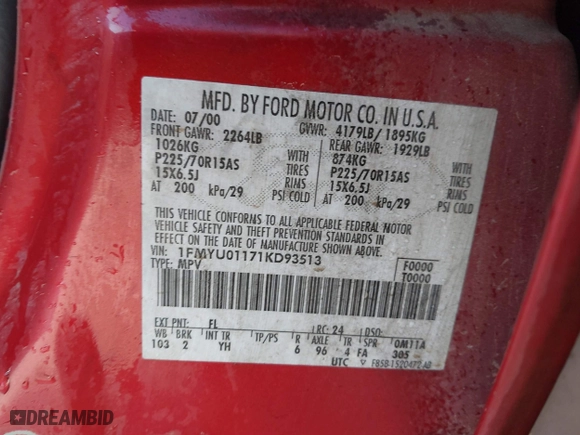 MFD. BY FORD MOTOR CO. IN U.S.A.
DATE: 07/00 GVWR: 4179LB/ 1895KG
FRONT GAWR: 2264LB REAR GAWR: 1929LB
1026KG WITH 874KG WITH
P225/70R15AS TIRES P225/70R15AS TIRES
15X6.5J RIMS 15X6.5J RIMS
AT 200 kPa/29 PSI COLD AT 200 kPa/29 PSI COLD
THIS VEHICLE CONFORMS TO ALL APPLICABLE FEDERAL MOTOR
VEHICLE SAFETY AND THEFT PREVENTION STANDARDS IN
EFFECT ON THE DATE OF MANUFACTURE SHOWN ABOVE.
VIN: 1FMYU01171KD93513 F0000
TYPE: MPV T0000
EXT PNT: FL RC: 24 DSO:
WB BRK INT TR TP/PS R AXLE TR SPR 0M11A
103 2 YH 6 96 4 FA 305
UTC
DREAMBID